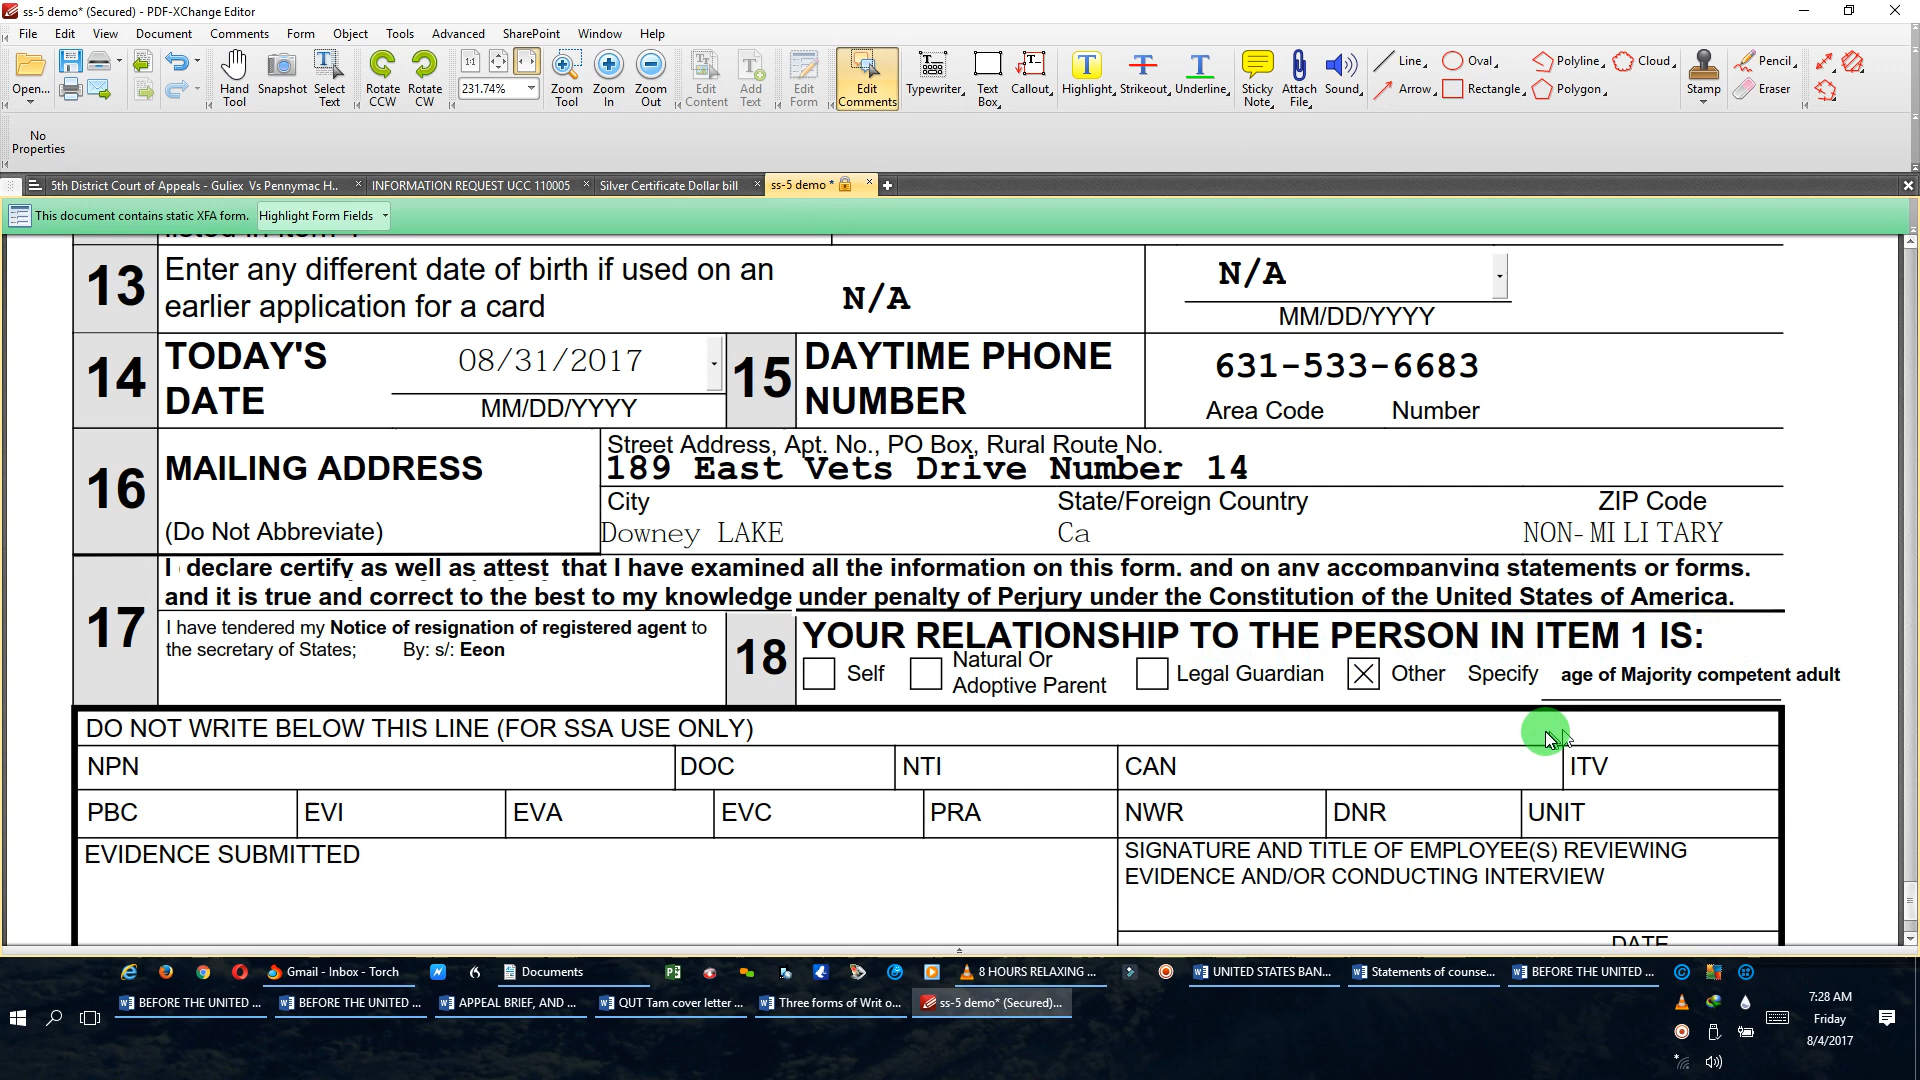 ss-5 demo* (Secured) - PDF-XChange Editor
File Edit View Document Comments Form Object Tools Advanced SharePoint Window Help
Open... 231.74% Hand Tool Snapshot Select Text Rotate CCW Rotate CW Zoom Tool Zoom In Zoom Out Edit Content Add Text Edit Form Edit Comments Typewriter Text Box Callout Highlight Strikeout Underline Sticky Note Attach File Sound Line Arrow Oval Rectangle Polyline Polygon Cloud Stamp Pencil Eraser
No Properties
5th District Court of Appeals - Guliex Vs Pennymac H.. INFORMATION REQUEST UCC 110005 Silver Certificate Dollar bill ss-5 demo *
This document contains static XFA form. Highlight Form Fields
13 Enter any different date of birth if used on an earlier application for a card
N/A
N/A
MM/DD/YYYY
14 TODAY'S DATE
08/31/2017
MM/DD/YYYY
15 DAYTIME PHONE NUMBER
631-533-6683
Area Code Number
16 MAILING ADDRESS
(Do Not Abbreviate)
Street Address, Apt. No., PO Box, Rural Route No.
189 East Vets Drive Number 14
City State/Foreign Country ZIP Code
Downey LAKE Ca NON-MILITARY
17 I declare certify as well as attest that I have examined all the information on this form, and on any accompanying statements or forms,
and it is true and correct to the best to my knowledge under penalty of Perjury under the Constitution of the United States of America.
I have tendered my Notice of resignation of registered agent to
the secretary of States; By: s/: Eeon
18 YOUR RELATIONSHIP TO THE PERSON IN ITEM 1 IS:
Self Natural Or Adoptive Parent Legal Guardian Other Specify age of Majority competent adult
DO NOT WRITE BELOW THIS LINE (FOR SSA USE ONLY)
NPN DOC NTI CAN ITV
PBC EVI EVA EVC PRA NWR DNR UNIT
EVIDENCE SUBMITTED
SIGNATURE AND TITLE OF EMPLOYEE(S) REVIEWING
EVIDENCE AND/OR CONDUCTING INTERVIEW
DATE
Gmail - Inbox - Torch Documents 8 HOURS RELAXING ... UNITED STATES BAN... Statements of counse... BEFORE THE UNITED ...
BEFORE THE UNITED ... BEFORE THE UNITED ... APPEAL BRIEF, AND ... QUT Tam cover letter ... Three forms of Writ o... ss-5 demo* (Secured)...
7:28 AM
Friday
8/4/2017